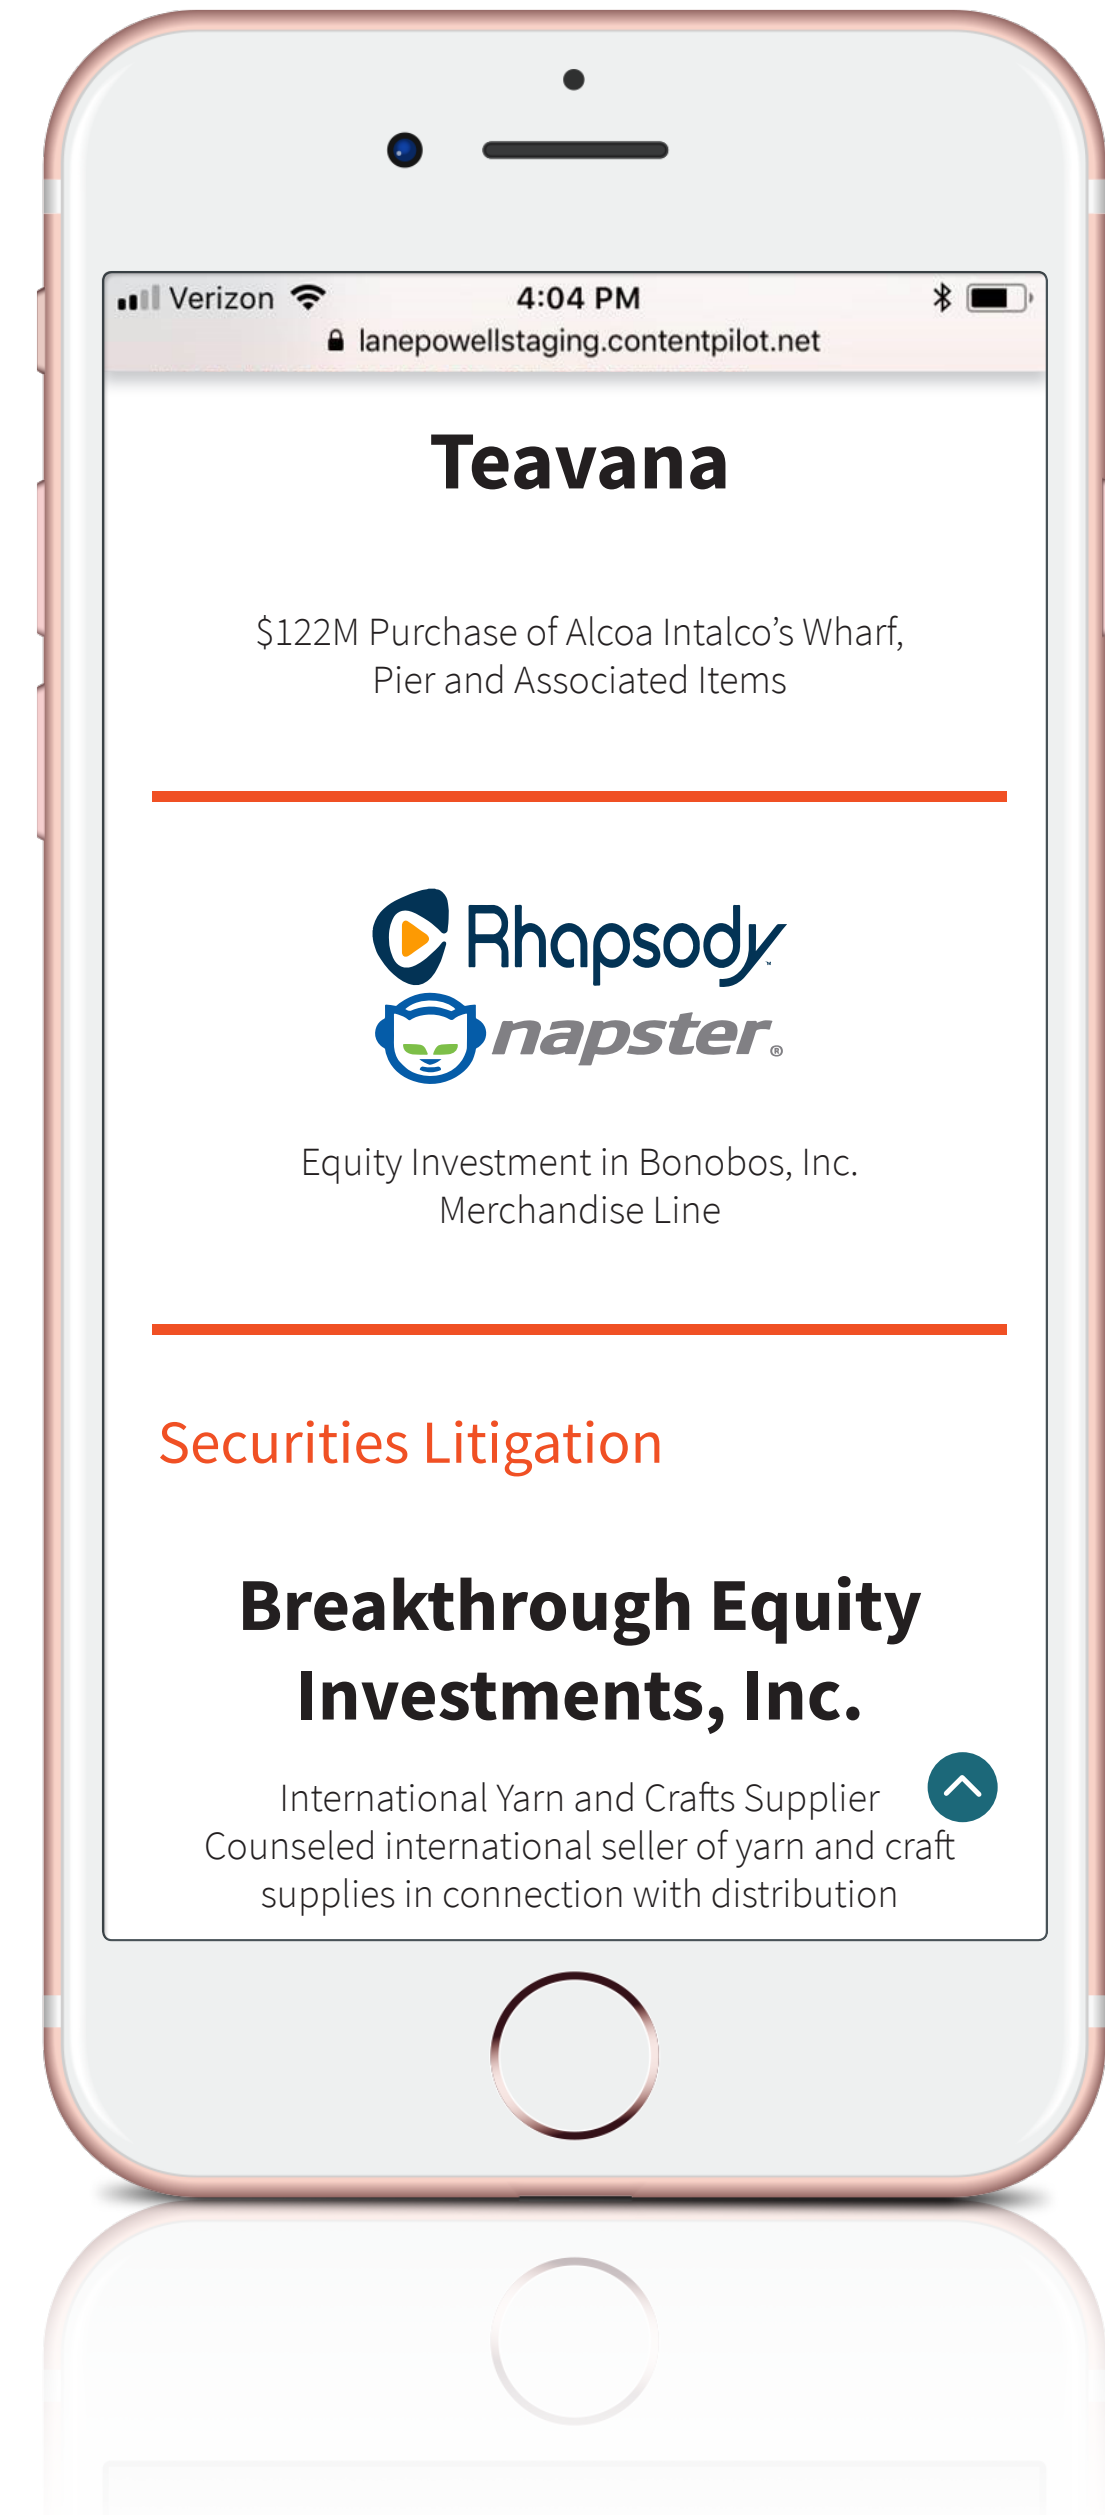 Verizon 4:04 PM
lanepowellstaging.contentpilot.net
Teavana
$122M Purchase of Alcoa Intalco’s Wharf,
Pier and Associated Items
Rhapsody™
napster®
Equity Investment in Bonobos, Inc.
Merchandise Line
Securities Litigation
Breakthrough Equity
Investments, Inc.
International Yarn and Crafts Supplier
Counseled international seller of yarn and craft
supplies in connection with distribution